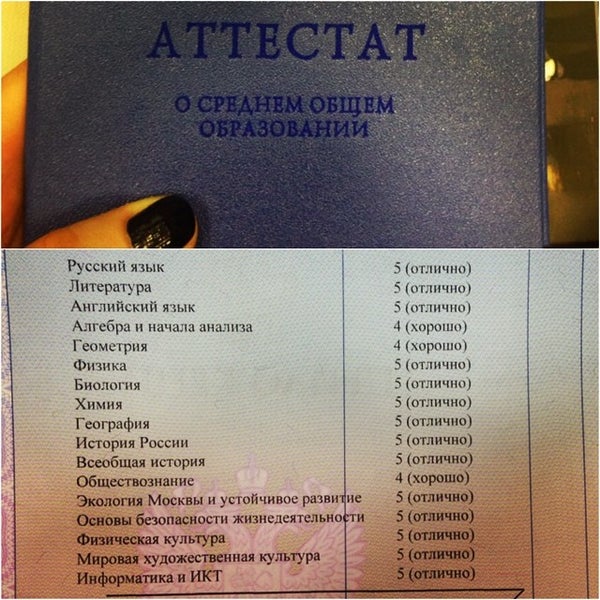 АТТЕСТАТ
О СРЕДНЕМ ОБЩЕМ
ОБРАЗОВАНИИ
Русский язык 5 (отлично)
Литература 5 (отлично)
Английский язык 5 (отлично)
Алгебра и начала анализа 4 (хорошо)
Геометрия 4 (хорошо)
Физика 5 (отлично)
Биология 5 (отлично)
Химия 5 (отлично)
География 5 (отлично)
История России 5 (отлично)
Всеобщая история 5 (отлично)
Обществознание 4 (хорошо)
Экология Москвы и устойчивое развитие 5 (отлично)
Основы безопасности жизнедеятельности 5 (отлично)
Физическая культура 5 (отлично)
Мировая художественная культура 5 (отлично)
Информатика и ИКТ 5 (отлично)